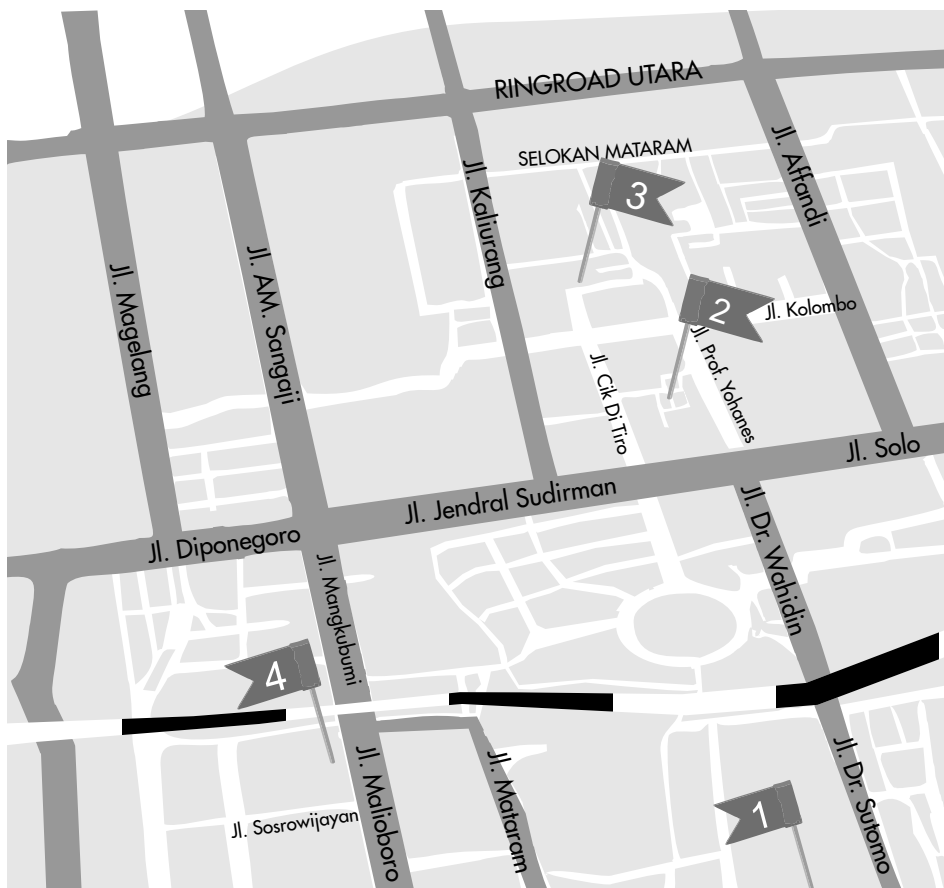 RINGROAD UTARA
SELOKAN MATARAM
Jl. Affandi
Jl. Kaliurang
3
Jl. AM. Sangaji
Jl. Magelang
2
Jl. Kolombo
Jl. Prof. Yohanes
Jl. Cik Di Tiro
Jl. Solo
Jl. Jendral Sudirman
Jl. Diponegoro
Jl. Dr. Wahidin
Jl. Mangkubumi
4
Jl. Malioboro
Jl. Mataram
Jl. Dr. Sutomo
1
Jl. Sosrowijayan